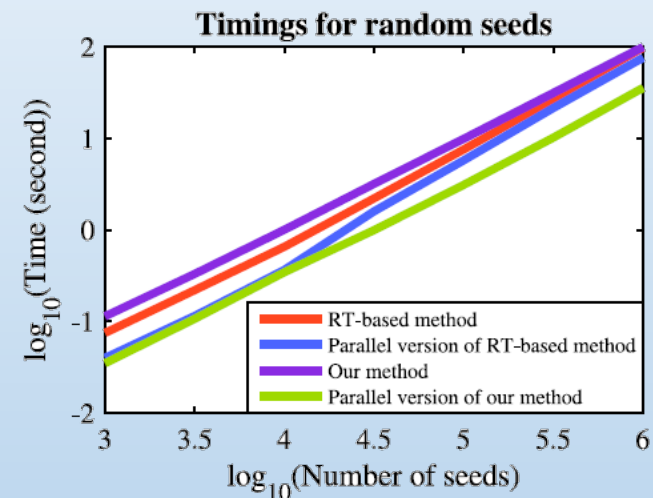 Timings for random seeds
log10(Time (second))
2
1
0
-1
-2
RT-based method
Parallel version of RT-based method
Our method
Parallel version of our method
3
3.5
4
4.5
5
5.5
6
log10(Number of seeds)